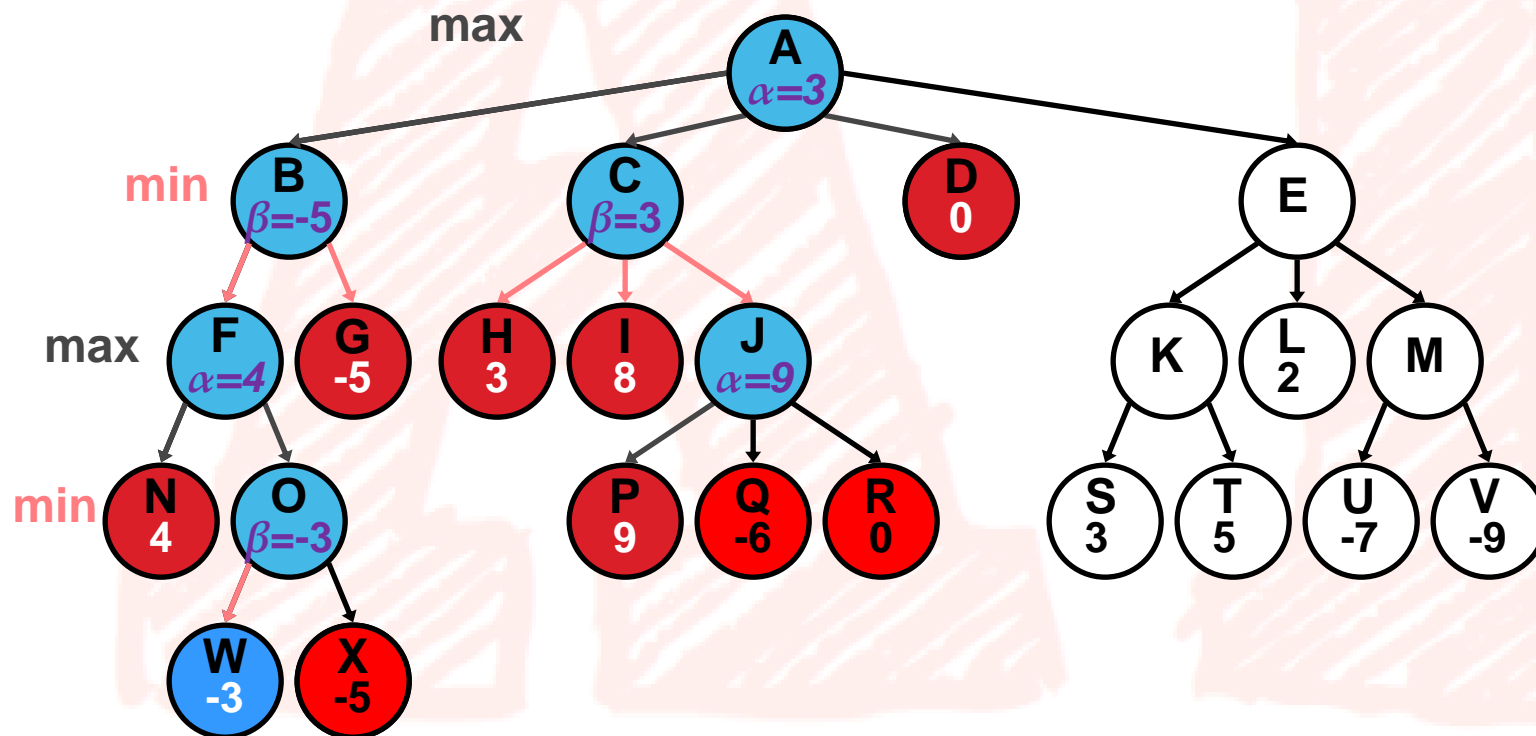 max
A
α=3
min
B
β=-5
C
β=3
D
0
E
max
F
α=4
G
-5
H
3
I
8
J
α=9
K
L
2
M
min
N
4
O
β=-3
P
9
Q
-6
R
0
S
3
T
5
U
-7
V
-9
W
-3
X
-5